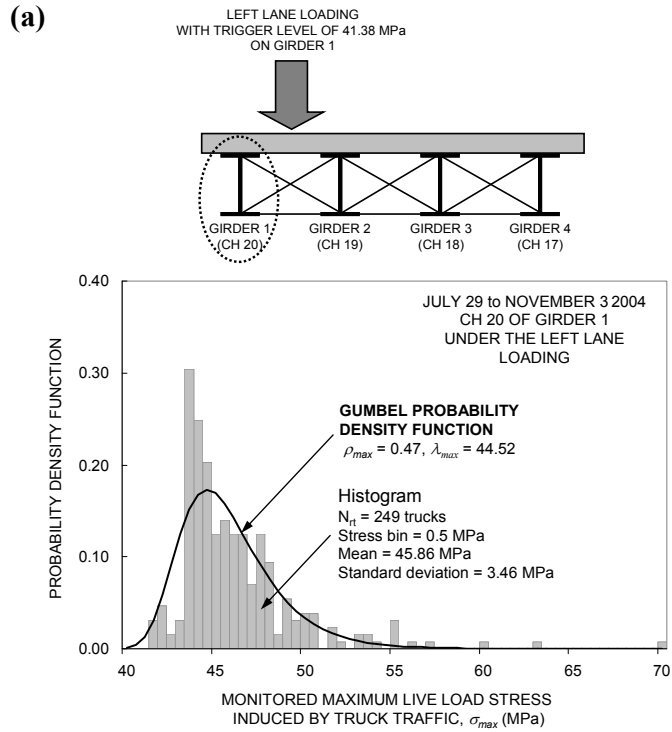 (a)
LEFT LANE LOADING
WITH TRIGGER LEVEL OF 41.38 MPa
ON GIRDER 1
GIRDER 1 GIRDER 2 GIRDER 3 GIRDER 4
(CH 20) (CH 19) (CH 18) (CH 17)
0.40
0.30
0.20
0.10
0.00
PROBABILITY DENSITY FUNCTION
JULY 29 to NOVEMBER 3 2004
CH 20 OF GIRDER 1
UNDER THE LEFT LANE
LOADING
GUMBEL PROBABILITY
DENSITY FUNCTION
ρmax = 0.47, λmax = 44.52
Histogram
Nrt = 249 trucks
Stress bin = 0.5 MPa
Mean = 45.86 MPa
Standard deviation = 3.46 MPa
40 45 50 55 60 65 70
MONITORED MAXIMUM LIVE LOAD STRESS
INDUCED BY TRUCK TRAFFIC, σmax (MPa)